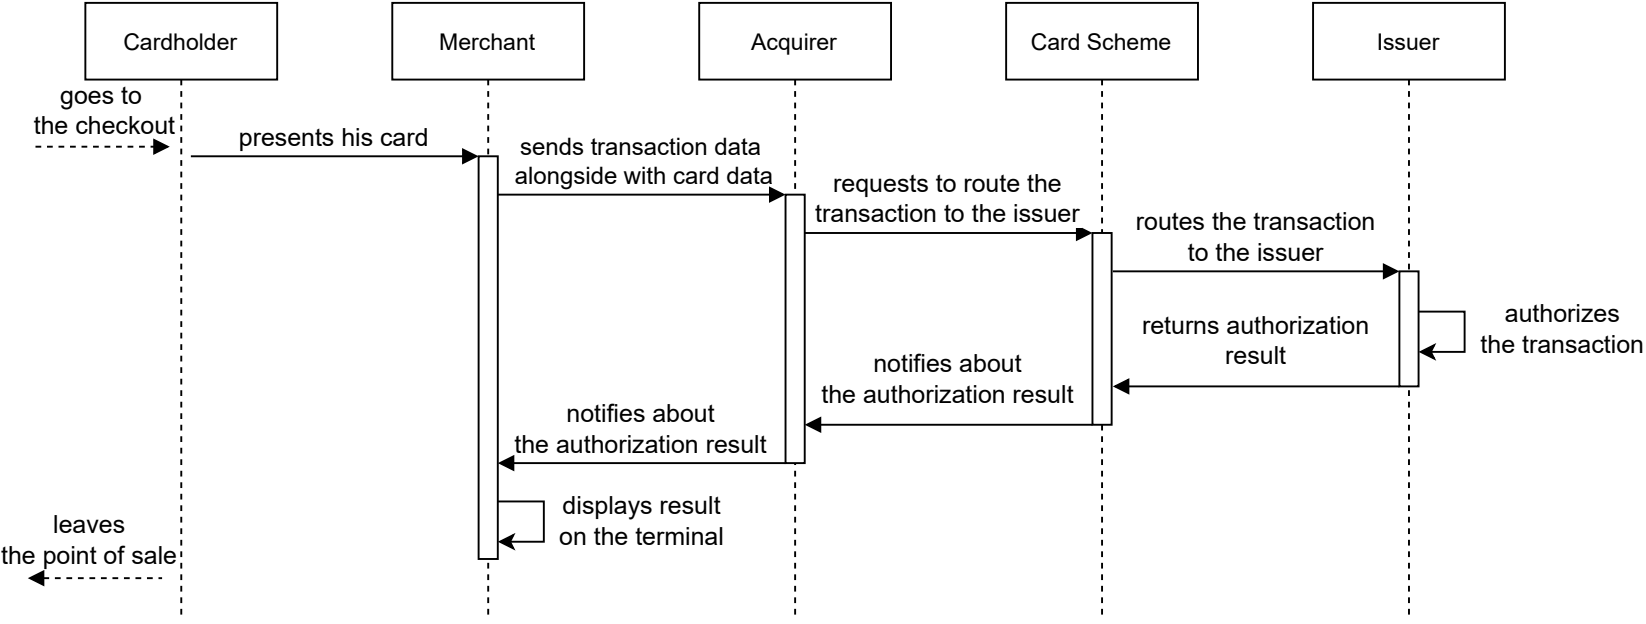 Cardholder
Merchant
Acquirer
Card Scheme
Issuer
goes to
the checkout
presents his card
sends transaction data
alongside with card data
requests to route the
transaction to the issuer
routes the transaction
to the issuer
authorizes
the transaction
returns authorization
result
notifies about
the authorization result
notifies about
the authorization result
displays result
on the terminal
leaves
the point of sale